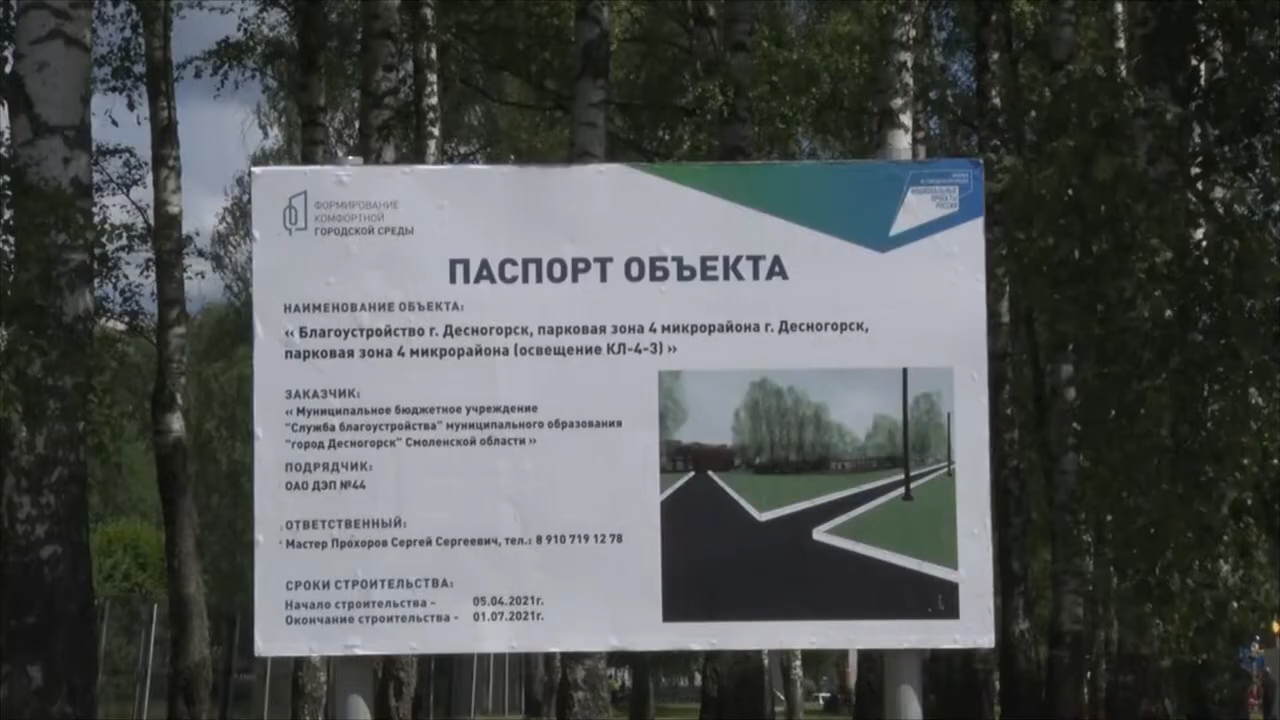 ФОРМИРОВАНИЕ
КОМФОРТНОЙ
ГОРОДСКОЙ СРЕДЫ
НАЦИОНАЛЬНЫЕ
ПРОЕКТЫ
РОССИИ
ПАСПОРТ ОБЪЕКТА
НАИМЕНОВАНИЕ ОБЪЕКТА:
‹‹ Благоустройство г. Десногорск, парковая зона 4 микрорайона г. Десногорск,
парковая зона 4 микрорайона (освещение КЛ-4-3) ››
ЗАКАЗЧИК:
‹‹ Муниципальное бюджетное учреждение
"Служба благоустройства" муниципального образования
"город Десногорск" Смоленской области ››
ПОДРЯДЧИК:
ОАО ДЭП №44
ОТВЕТСТВЕННЫЙ:
Мастер Прохоров Сергей Сергеевич, тел.: 8 910 719 12 78
СРОКИ СТРОИТЕЛЬСТВА:
Начало строительства – 05.04.2021г.
Окончание строительства – 01.07.2021г.